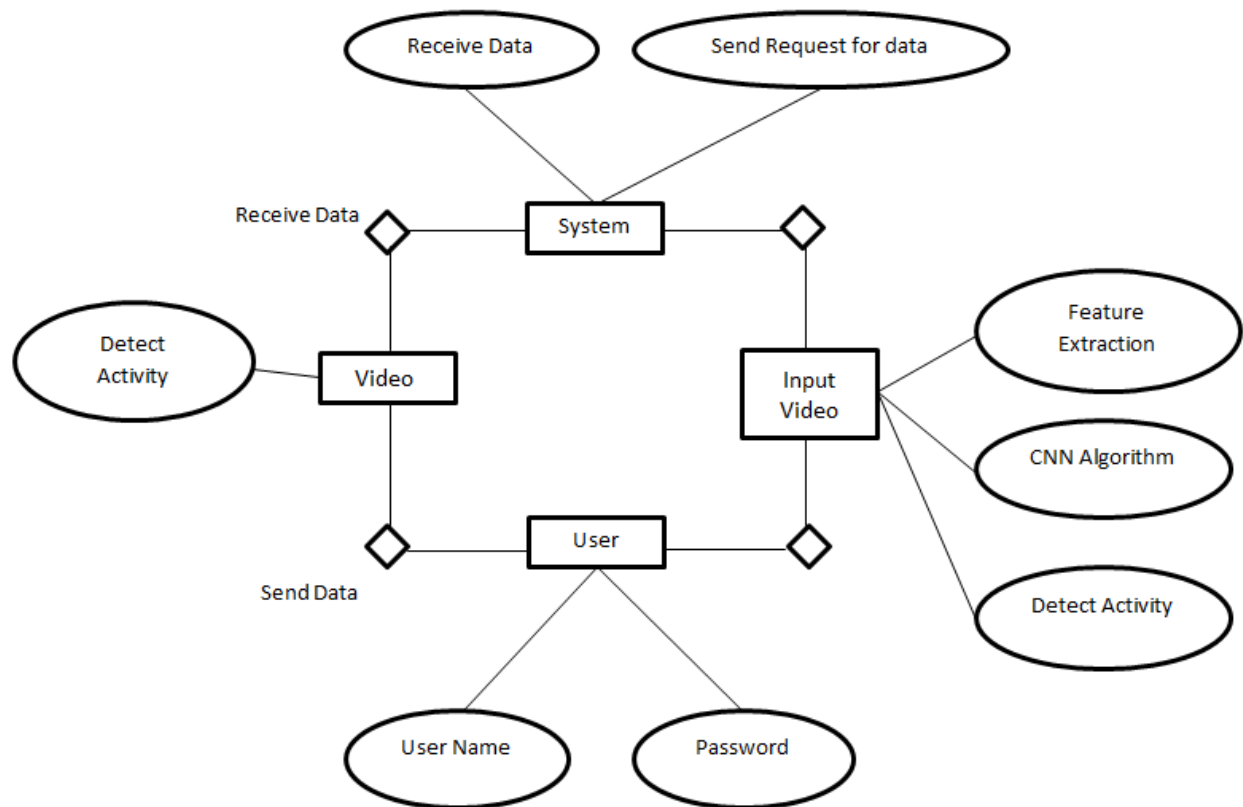 Receive Data
Send Request for data
Receive Data
System
Detect
Activity
Video
Input
Video
Feature
Extraction
CNN Algorithm
Detect Activity
User
Send Data
User Name
Password